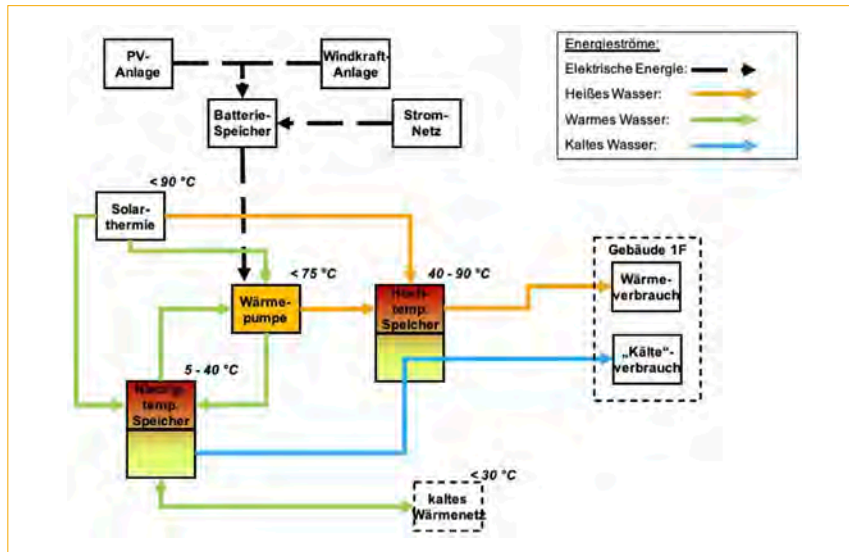 PV-
Anlage
Windkraft-
Anlage
Batterie-
Speicher
Strom-
Netz
Energieströme:
Elektrische Energie:
Heißes Wasser:
Warmes Wasser:
Kaltes Wasser:
< 90 °C
Solar-
thermie
< 75 °C
Wärme-
pumpe
40 - 90 °C
Hoch-
temp.
Speicher
Gebäude 1F
Wärme-
verbrauch
„Kälte“-
verbrauch
5 - 40 °C
Niedrig-
temp.
Speicher
< 30 °C
kaltes
Wärmenetz